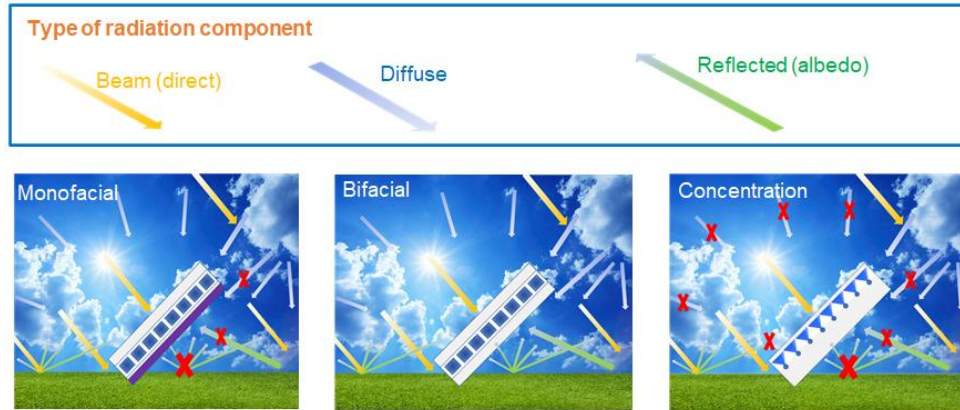 Type of radiation component
Beam (direct)
Diffuse
Reflected (albedo)
Monofacial
Bifacial
Concentration